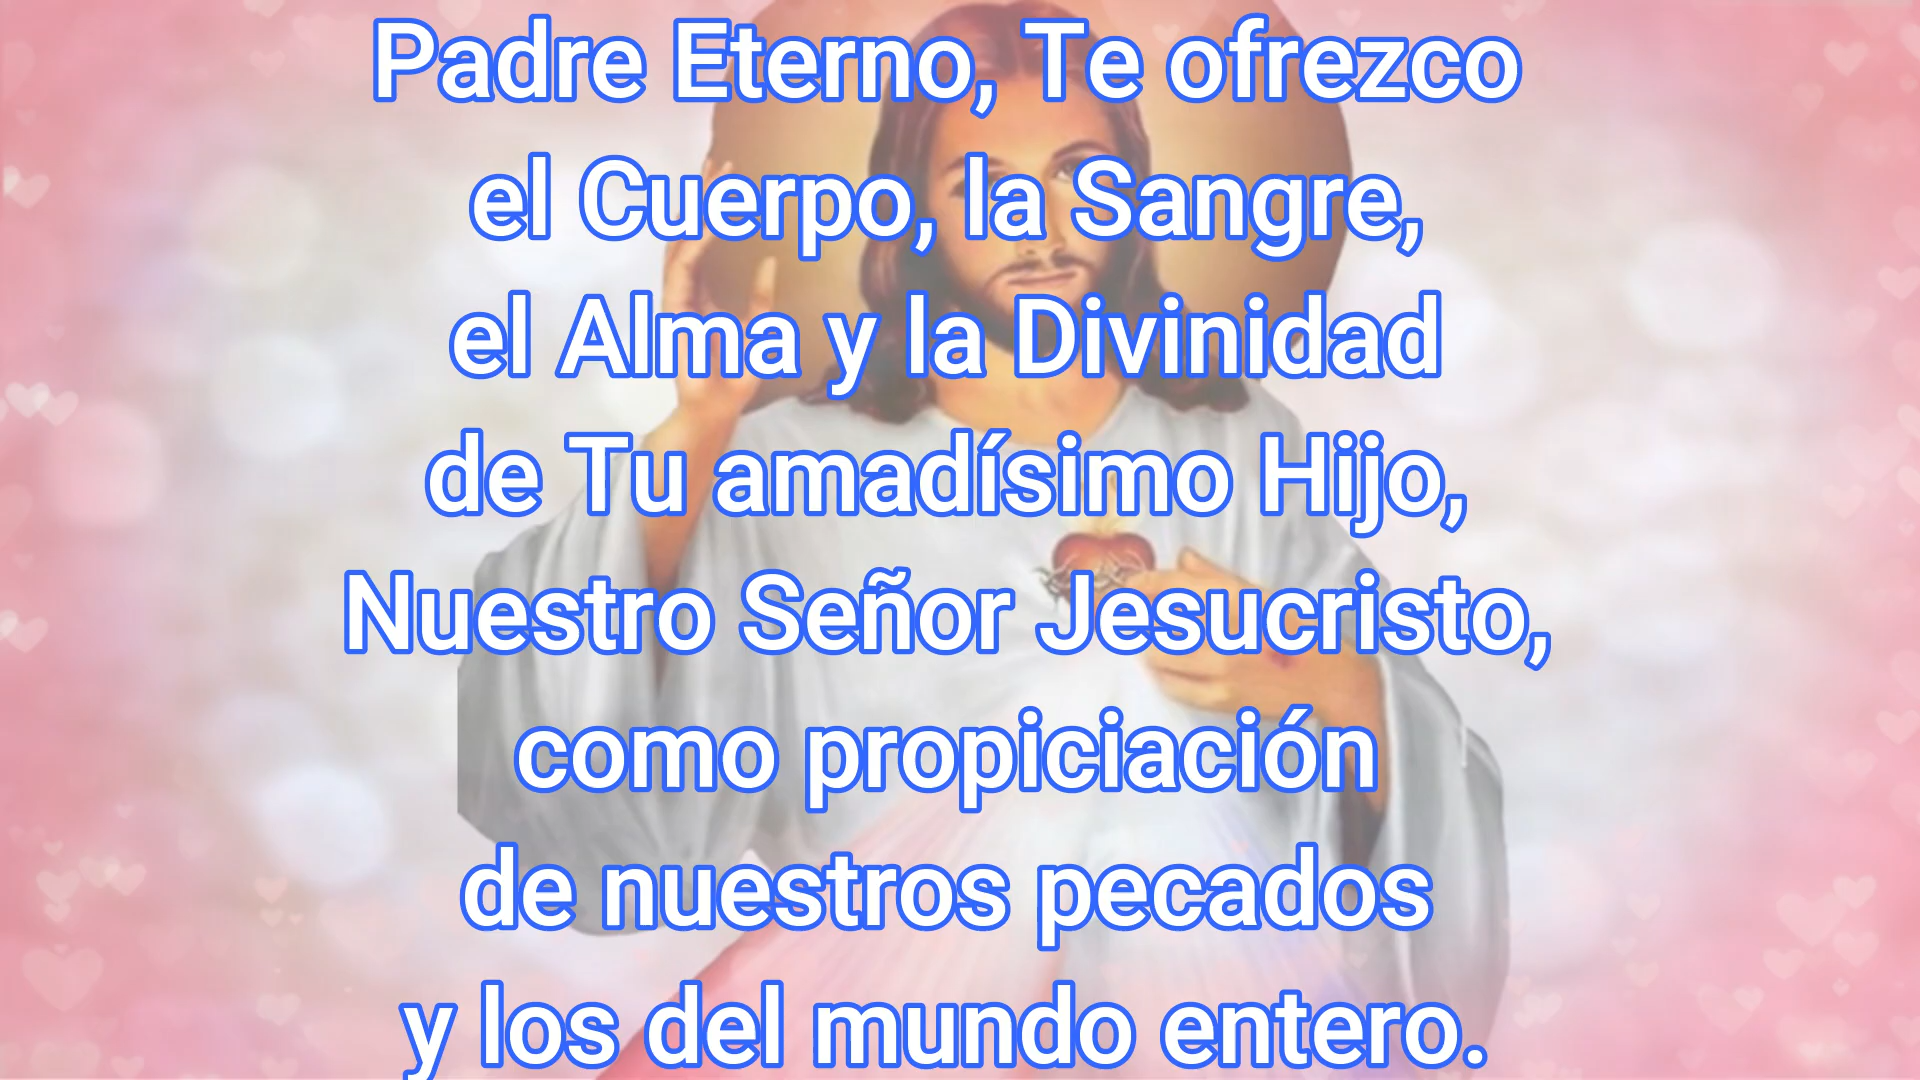 Padre Eterno, Te ofrezco
el Cuerpo, la Sangre,
el Alma y la Divinidad
de Tu amadísimo Hijo,
Nuestro Señor Jesucristo,
como propiciación
de nuestros pecados
y los del mundo entero.